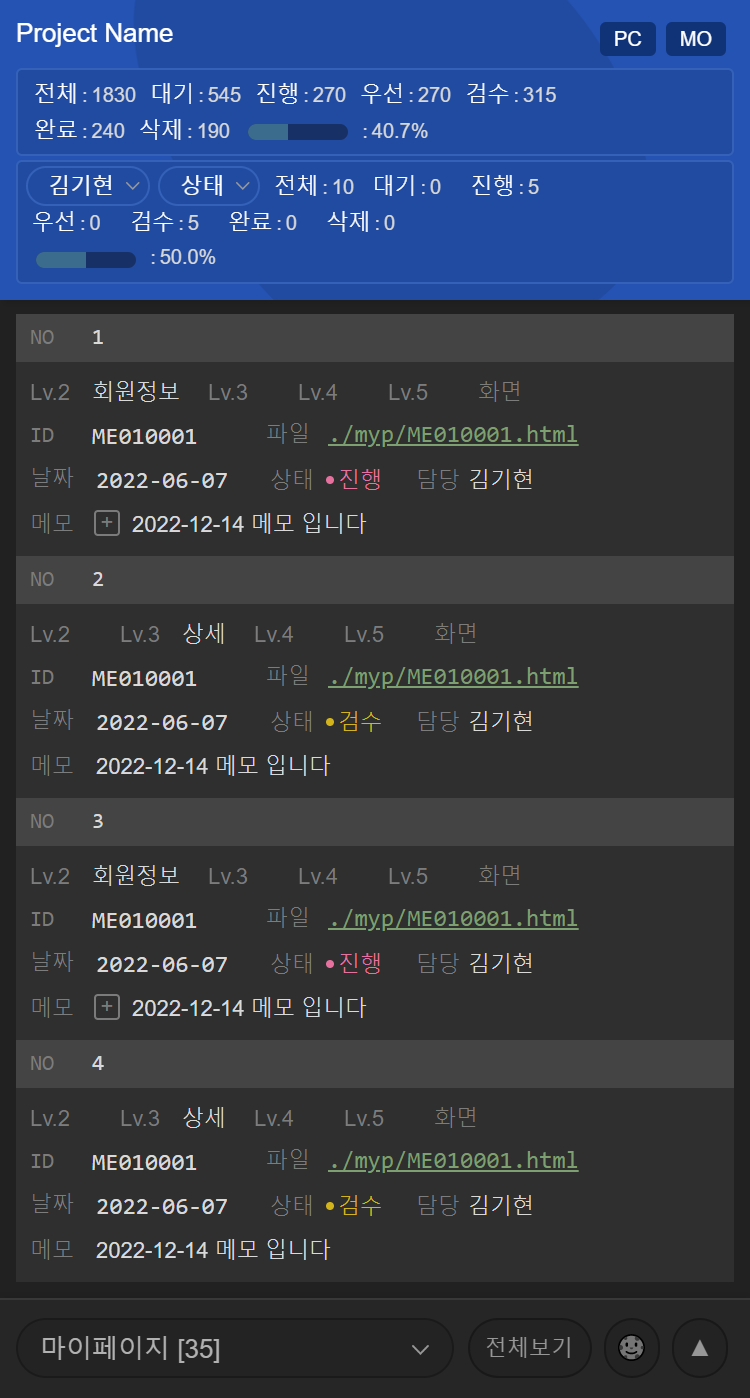 Project Name PC MO
전체 : 1830 대기 : 545 진행 : 270 우선 : 270 검수 : 315
완료 : 240 삭제 : 190 : 40.7%
김기현 상태 전체 : 10 대기 : 0 진행 : 5
우선 : 0 검수 : 5 완료 : 0 삭제 : 0
: 50.0%
NO 1
Lv.2 회원정보 Lv.3 Lv.4 Lv.5 화면
ID ME010001 파일 ./myp/ME010001.html
날짜 2022-06-07 상태 •진행 담당 김기현
메모 + 2022-12-14 메모 입니다
NO 2
Lv.2 Lv.3 상세 Lv.4 Lv.5 화면
ID ME010001 파일 ./myp/ME010001.html
날짜 2022-06-07 상태 •검수 담당 김기현
메모 2022-12-14 메모 입니다
NO 3
Lv.2 회원정보 Lv.3 Lv.4 Lv.5 화면
ID ME010001 파일 ./myp/ME010001.html
날짜 2022-06-07 상태 •진행 담당 김기현
메모 + 2022-12-14 메모 입니다
NO 4
Lv.2 Lv.3 상세 Lv.4 Lv.5 화면
ID ME010001 파일 ./myp/ME010001.html
날짜 2022-06-07 상태 •검수 담당 김기현
메모 2022-12-14 메모 입니다
마이페이지 [35] 전체보기 ▲